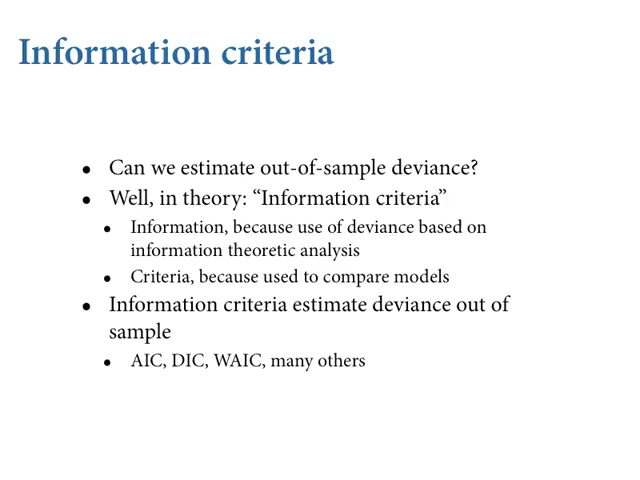 Information criteria
• Can we estimate out-of-sample deviance?
• Well, in theory: “Information criteria”
• Information, because use of deviance based on
information theoretic analysis
• Criteria, because used to compare models
• Information criteria estimate deviance out of
sample
• AIC, DIC, WAIC, many others